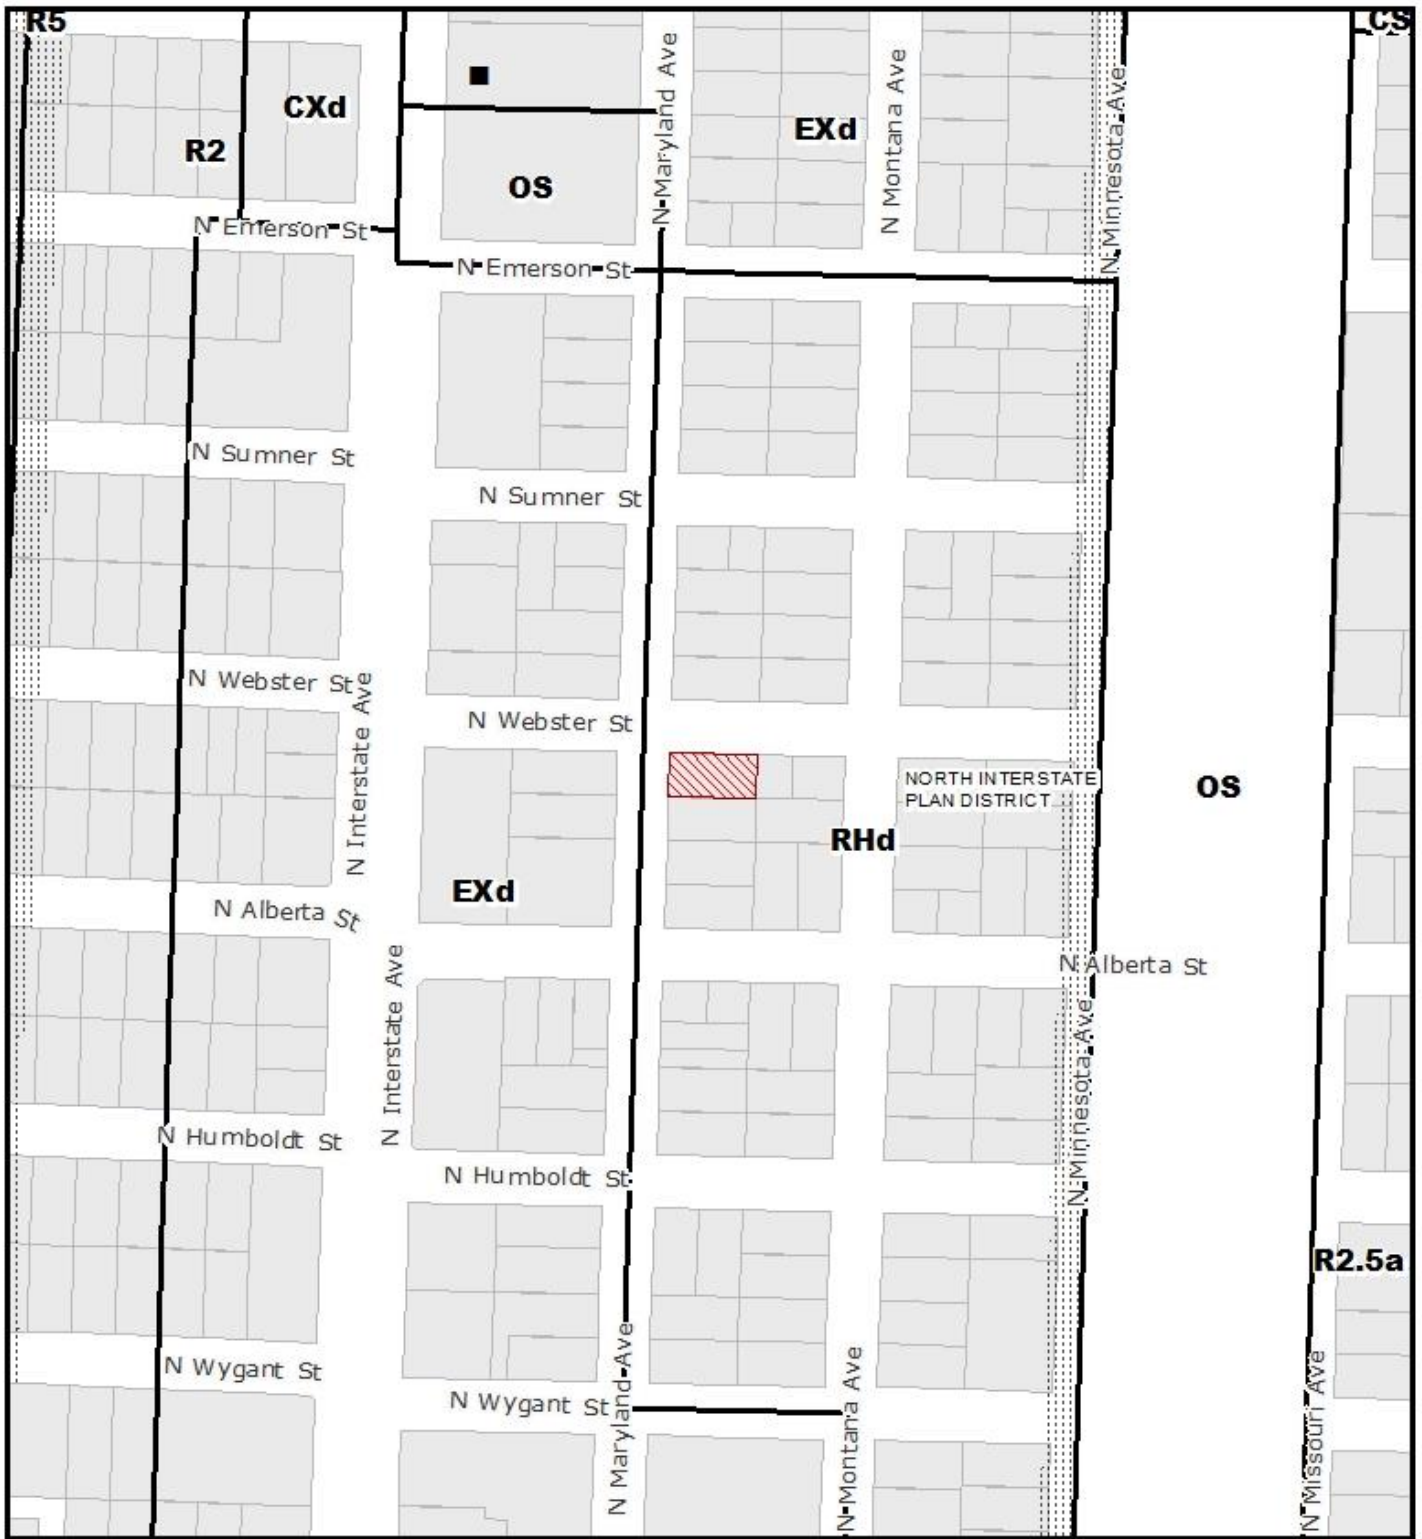 R5
CS
CXd
R2
EXd
OS
N Maryland Ave
N Montana Ave
N Minnesota Ave
N Emerson St
N Emerson St
N Sumner St
N Sumner St
N Webster St
N Webster St
N Interstate Ave
NORTH INTERSTATE
PLAN DISTRICT
OS
RHd
EXd
N Alberta St
N Alberta St
N Interstate Ave
N Minnesota Ave
N Humboldt St
N Humboldt St
R2.5a
N Wygant St
N Wygant St
N Maryland Ave
N Montana Ave
N Missouri Ave